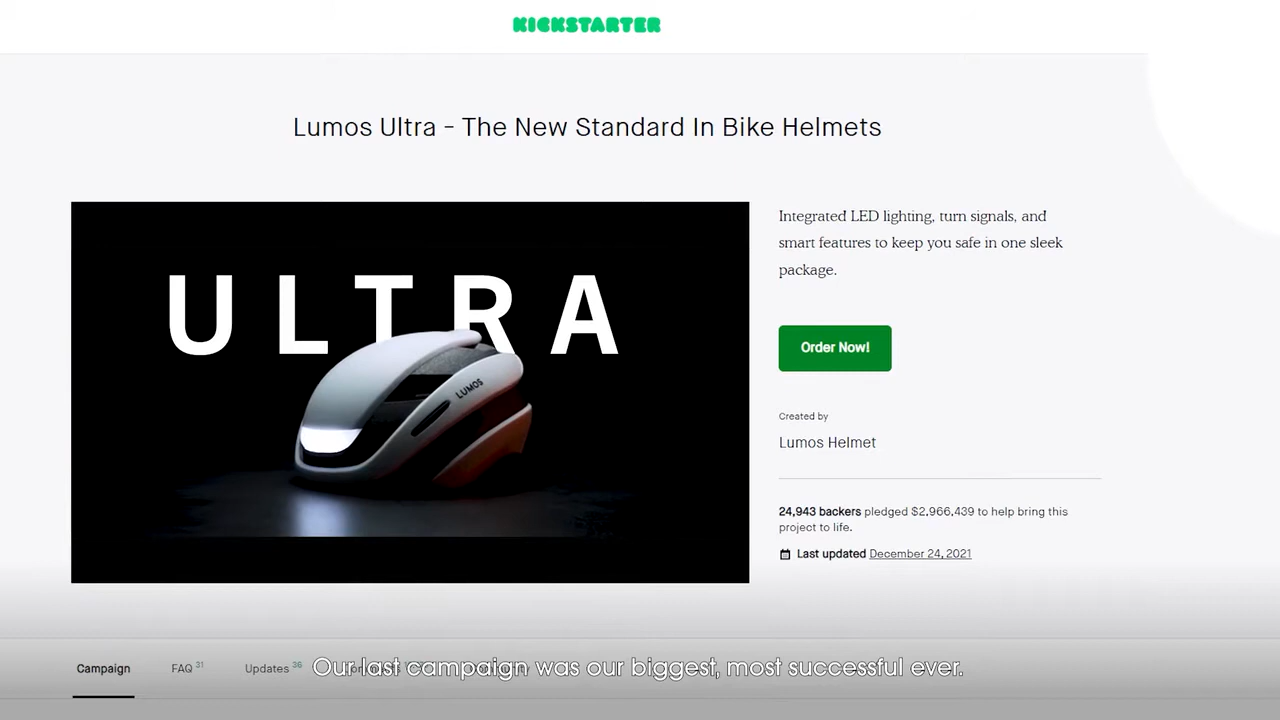 KICKSTARTER
Lumos Ultra - The New Standard In Bike Helmets
ULTRA
LUMOS
Integrated LED lighting, turn signals, and
smart features to keep you safe in one sleek
package.
Order Now!
Created by
Lumos Helmet
24,943 backers pledged $2,966,439 to help bring this
project to life.
Last updated December 24, 2021
Campaign
FAQ 31
Updates 36
Our last campaign was our biggest, most successful ever.